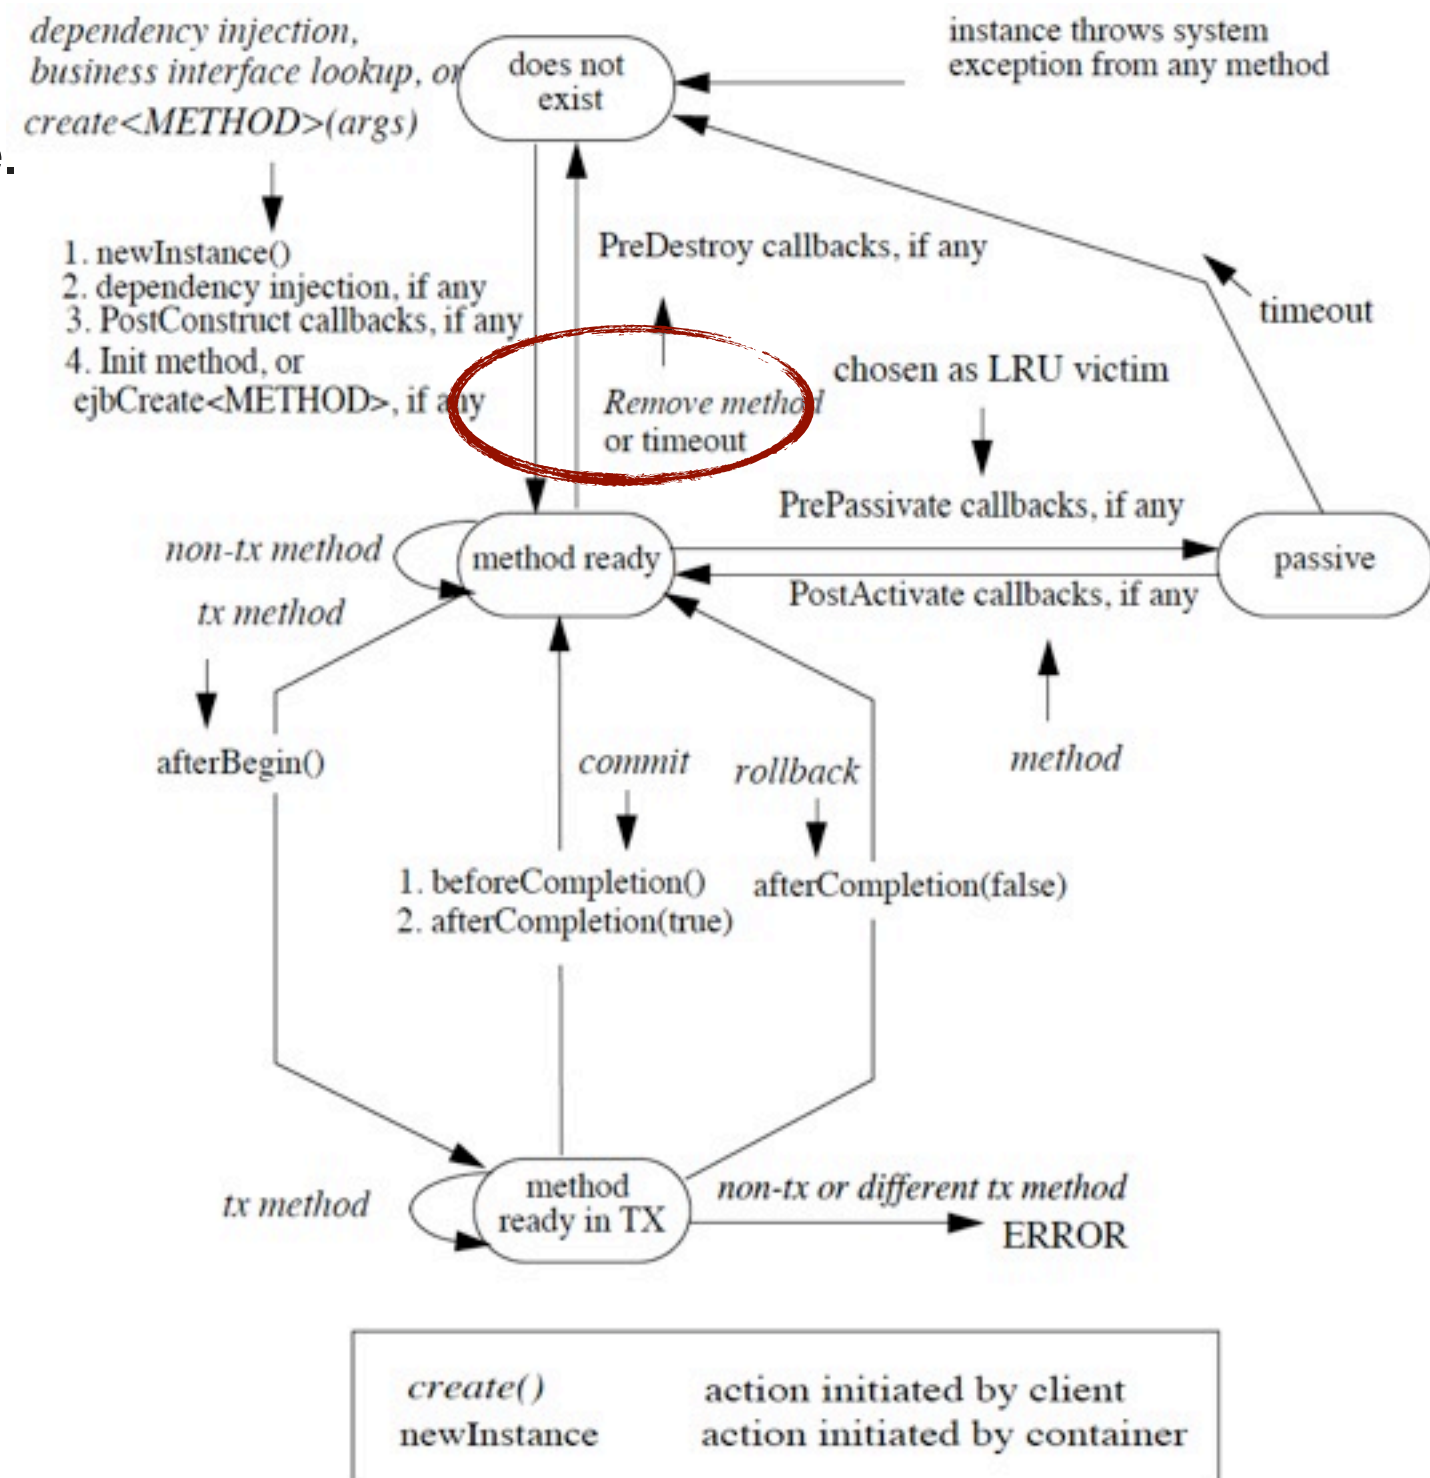 dependency injection,
business interface lookup, or
create<METHOD>(args)
does not
exist
instance throws system
exception from any method
e.
1. newInstance()
2. dependency injection, if any
3. PostConstruct callbacks, if any
4. Init method, or
ejbCreate<METHOD>, if any
PreDestroy callbacks, if any
timeout
Remove method
or timeout
chosen as LRU victim
PrePassivate callbacks, if any
non-tx method
method ready
passive
PostActivate callbacks, if any
tx method
afterBegin()
commit
rollback
method
1. beforeCompletion()
2. afterCompletion(true)
afterCompletion(false)
tx method
method
ready in TX
non-tx or different tx method
ERROR
create()
action initiated by client
newInstance
action initiated by container